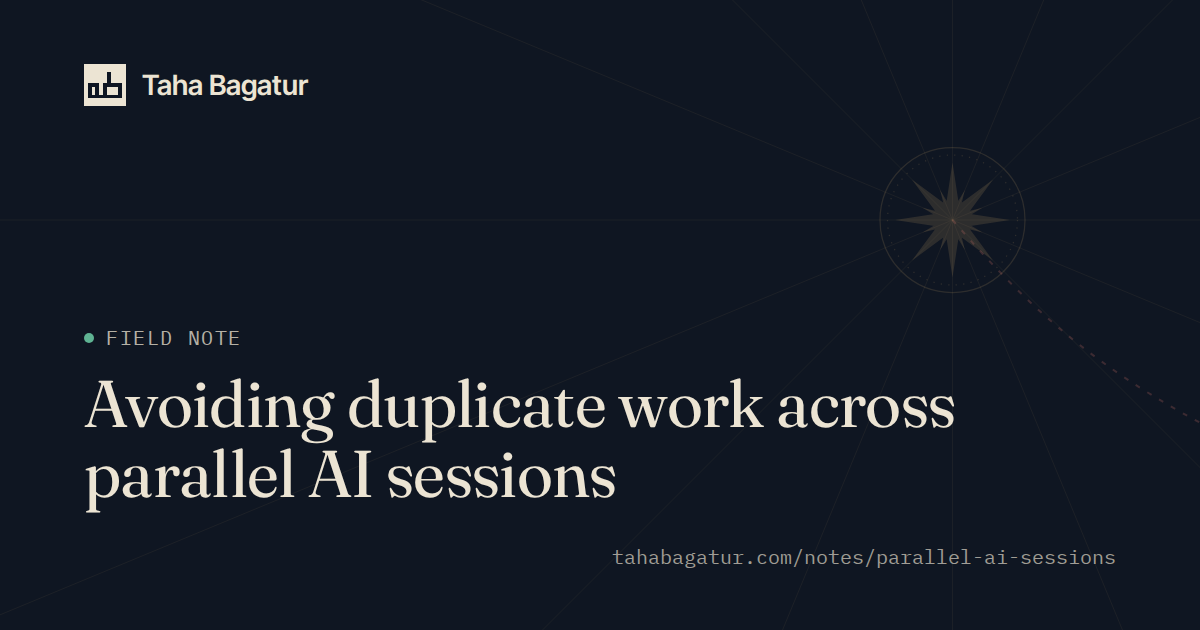 Taha Bagatur
FIELD NOTE
Avoiding duplicate work across
parallel AI sessions
tahabagatur.com/notes/parallel-ai-sessions